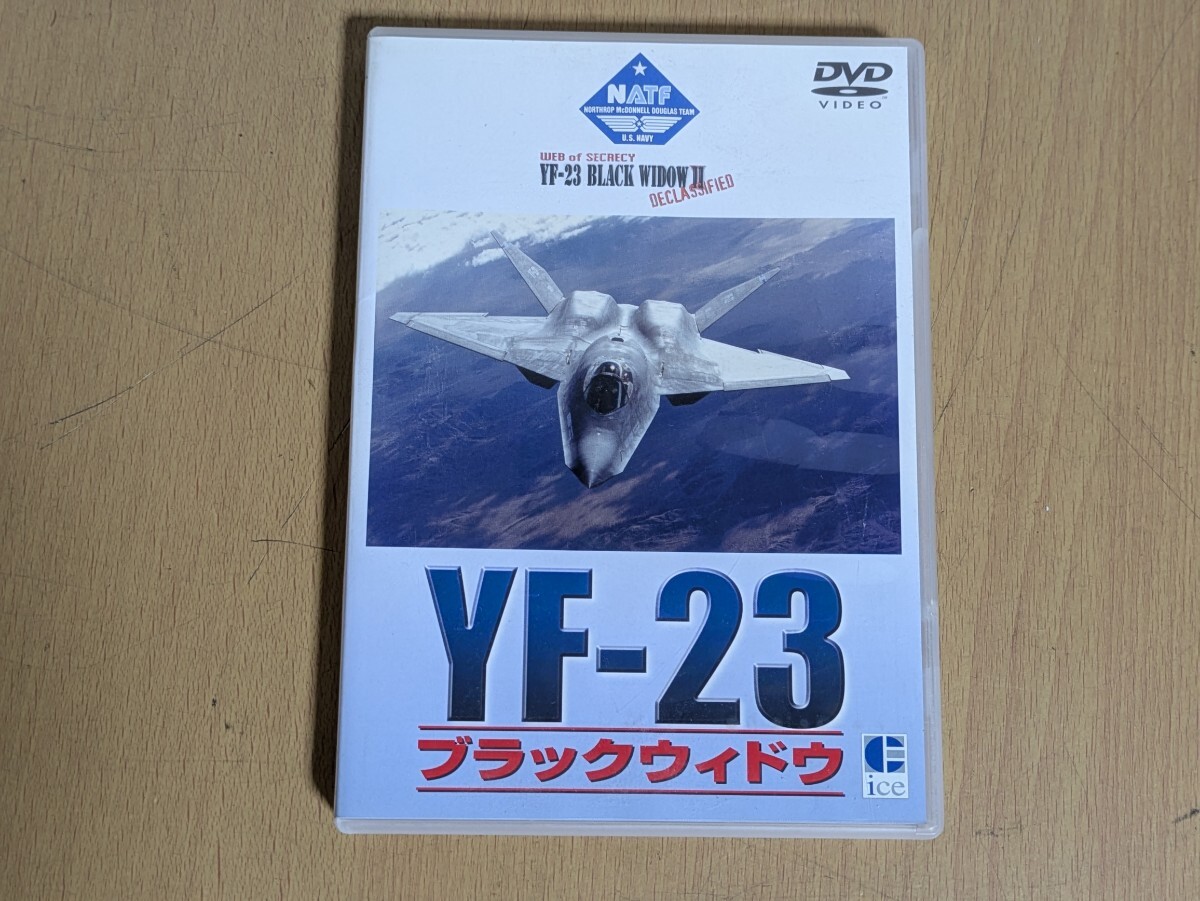 NATF
NORTHROP McDONNELL DOUGLAS TEAM
U.S. NAVY
DVD
VIDEO
WEB of SECRECY
YF-23 BLACK WIDOW II
DECLASSIFIED
YF-23
ブラックウィドウ
ice